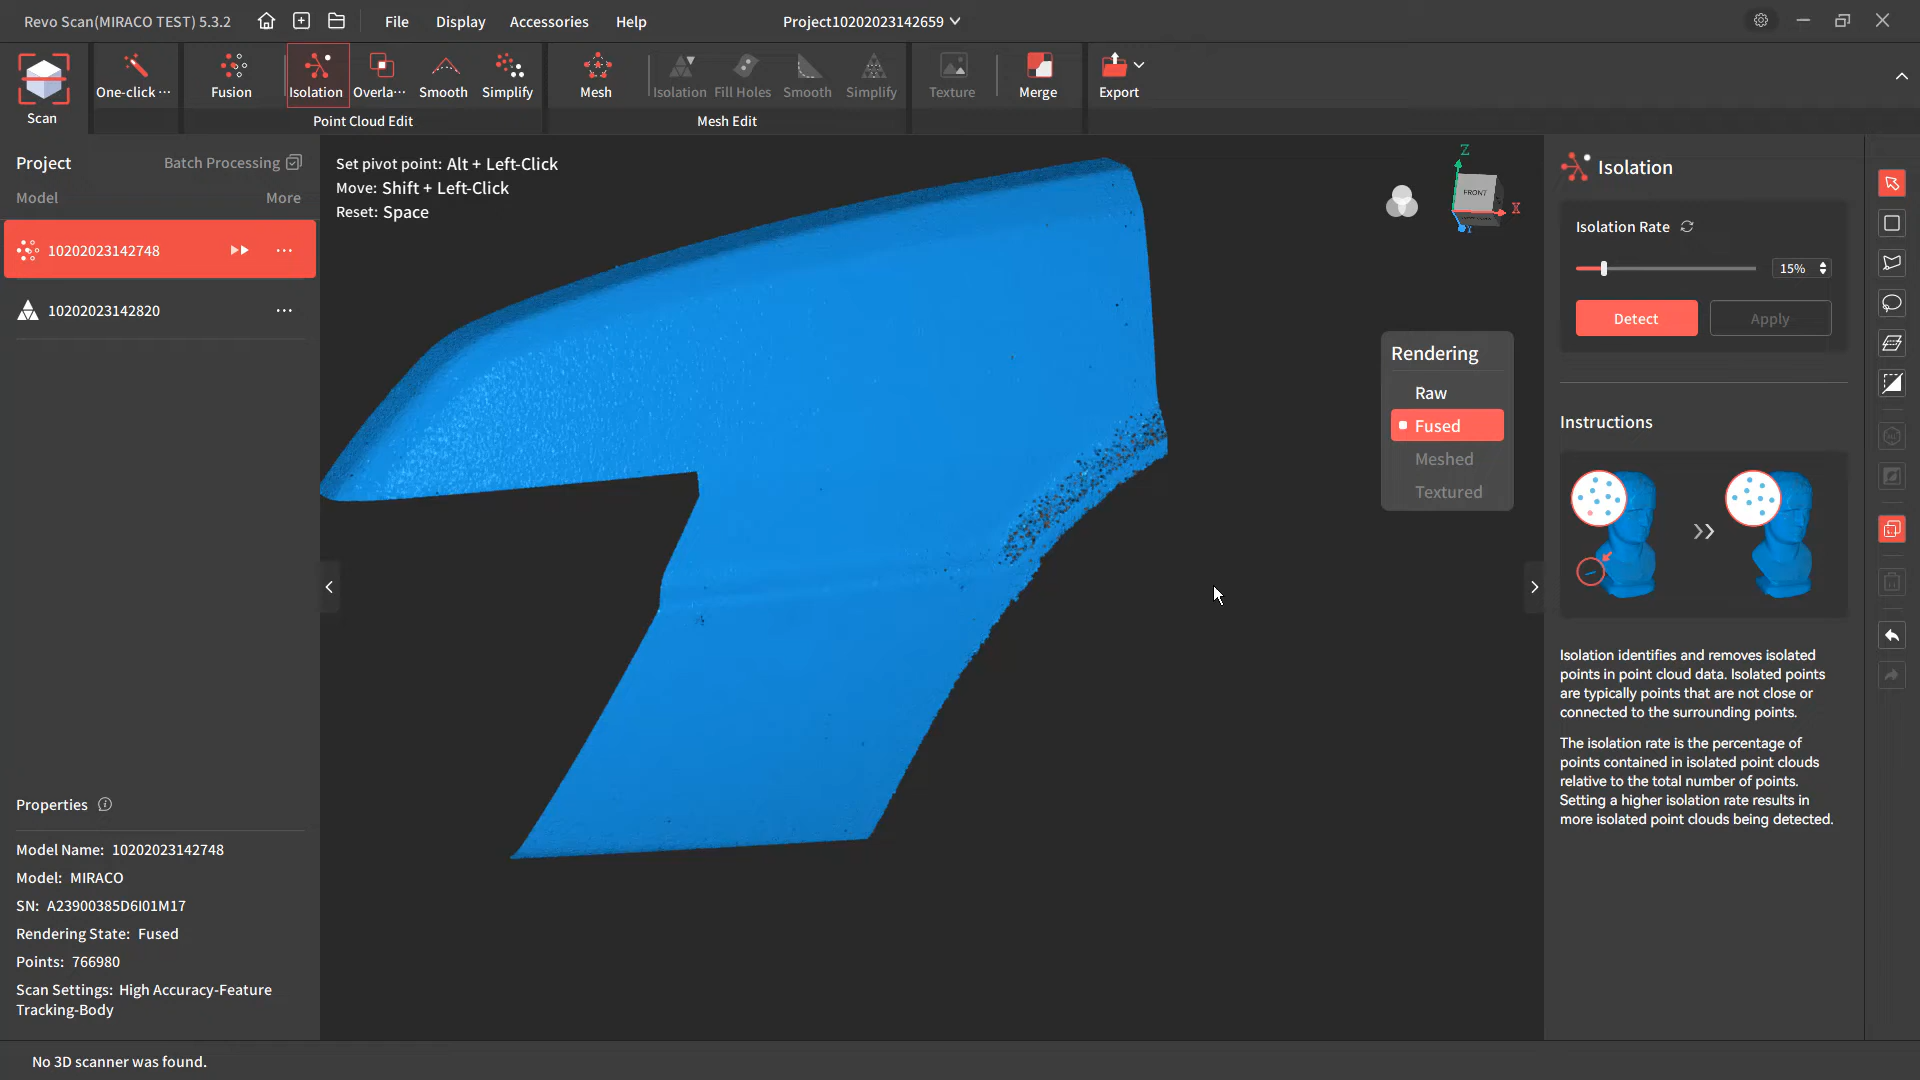 Revo Scan(MIRACO TEST) 5.3.2
File
Display
Accessories
Help
Project10202023142659
Scan
One-click ···
Fusion
Isolation
Overla···
Smooth
Simplify
Point Cloud Edit
Mesh
Isolation
Fill Holes
Smooth
Simplify
Mesh Edit
Texture
Merge
Export
Project
Batch Processing
Model
More
10202023142748
10202023142820
Set pivot point: Alt + Left-Click
Move: Shift + Left-Click
Reset: Space
Z
FRONT
X
Y
Rendering
Raw
Fused
Meshed
Textured
Isolation
Isolation Rate
15%
Detect
Apply
Instructions
Isolation identifies and removes isolated
points in point cloud data. Isolated points
are typically points that are not close or
connected to the surrounding points.
The isolation rate is the percentage of
points contained in isolated point clouds
relative to the total number of points.
Setting a higher isolation rate results in
more isolated point clouds being detected.
Properties
Model Name: 10202023142748
Model: MIRACO
SN: A23900385D6I01M17
Rendering State: Fused
Points: 766980
Scan Settings: High Accuracy-Feature
Tracking-Body
No 3D scanner was found.